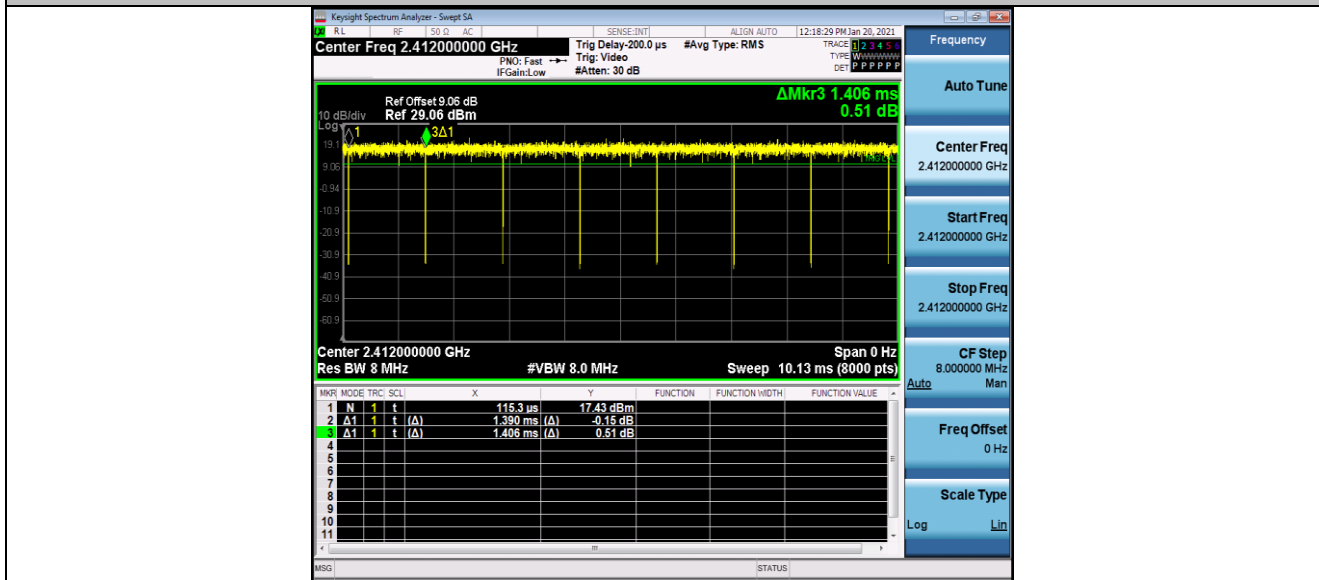 Keysight Spectrum Analyzer - Swept SA
RL RF 50 Ω AC SENSE:INT ALIGN AUTO 12:18:29 PM Jan 20, 2021
Center Freq 2.412000000 GHz
PNO: Fast
IFGain:Low
Trig Delay-200.0 µs
Trig: Video
#Atten: 30 dB
#Avg Type: RMS
TRACE 1 2 3 4 5 6
TYPE WWWWWW
DET P P P P P P
Frequency
ΔMkr3 1.406 ms
0.51 dB
Ref Offset 9.06 dB
10 dB/div Ref 29.06 dBm
Log
1
3Δ1
19.1
9.06
-0.94
-10.9
-20.9
-30.9
-40.9
-50.9
-60.9
Center 2.412000000 GHz Span 0 Hz
Res BW 8 MHz #VBW 8.0 MHz Sweep 10.13 ms (8000 pts)
MKR MODE TRC SCL X Y FUNCTION FUNCTION WIDTH FUNCTION VALUE
1 N 1 t 115.3 µs 17.43 dBm
2 Δ1 1 t (Δ) 1.390 ms (Δ) -0.15 dB
3 Δ1 1 t (Δ) 1.406 ms (Δ) 0.51 dB
4
5
6
7
8
9
10
11
MSG STATUS
Auto Tune
Center Freq
2.412000000 GHz
Start Freq
2.412000000 GHz
Stop Freq
2.412000000 GHz
CF Step
8.000000 MHz
Auto Man
Freq Offset
0 Hz
Scale Type
Log Lin